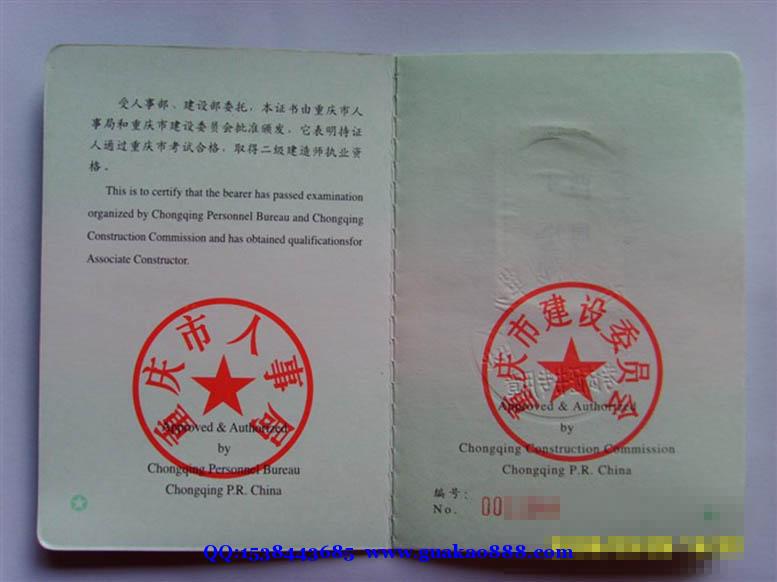 受人事部、建设部委托，本证书由重庆市人
事局和重庆市建设委员会批准颁发，它表明持证
人通过重庆市考试合格，取得二级建造师执业资
格。
This is to certify that the bearer has passed examination
organized by Chongqing Personnel Bureau and Chongqing
Construction Commission and has obtained qualificationsfor
Associate Constructor.
重庆市人事局
Approved & Authorized
by
Chongqing Personnel Bureau
Chongqing P.R. China
重庆市建设委员会
Approved & Authorized
by
Chongqing Construction Commission
Chongqing P.R. China
编号：
No. 00
QQ:4538443685 www.guakao888.com